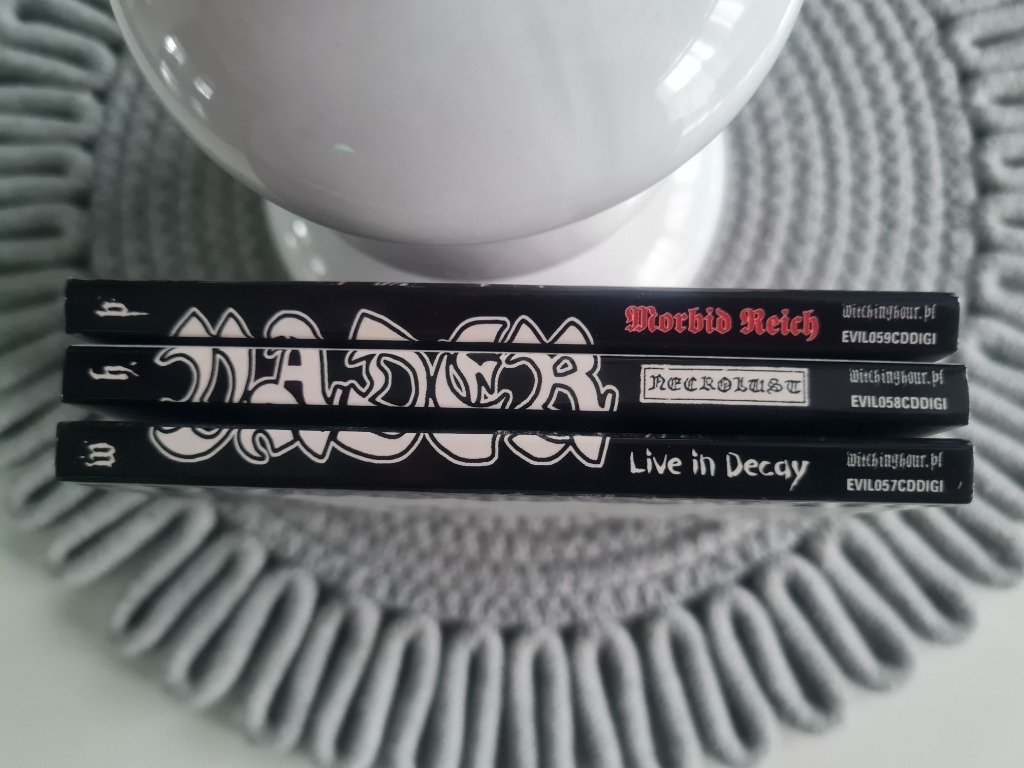 p
Morbid Reich
witchinghour.pl
EVIL059CDDIGI
h
VADER
NECROLUST
witchinghour.pl
EVIL058CDDIGI
w
Live in Decay
witchinghour.pl
EVIL057CDDIGI